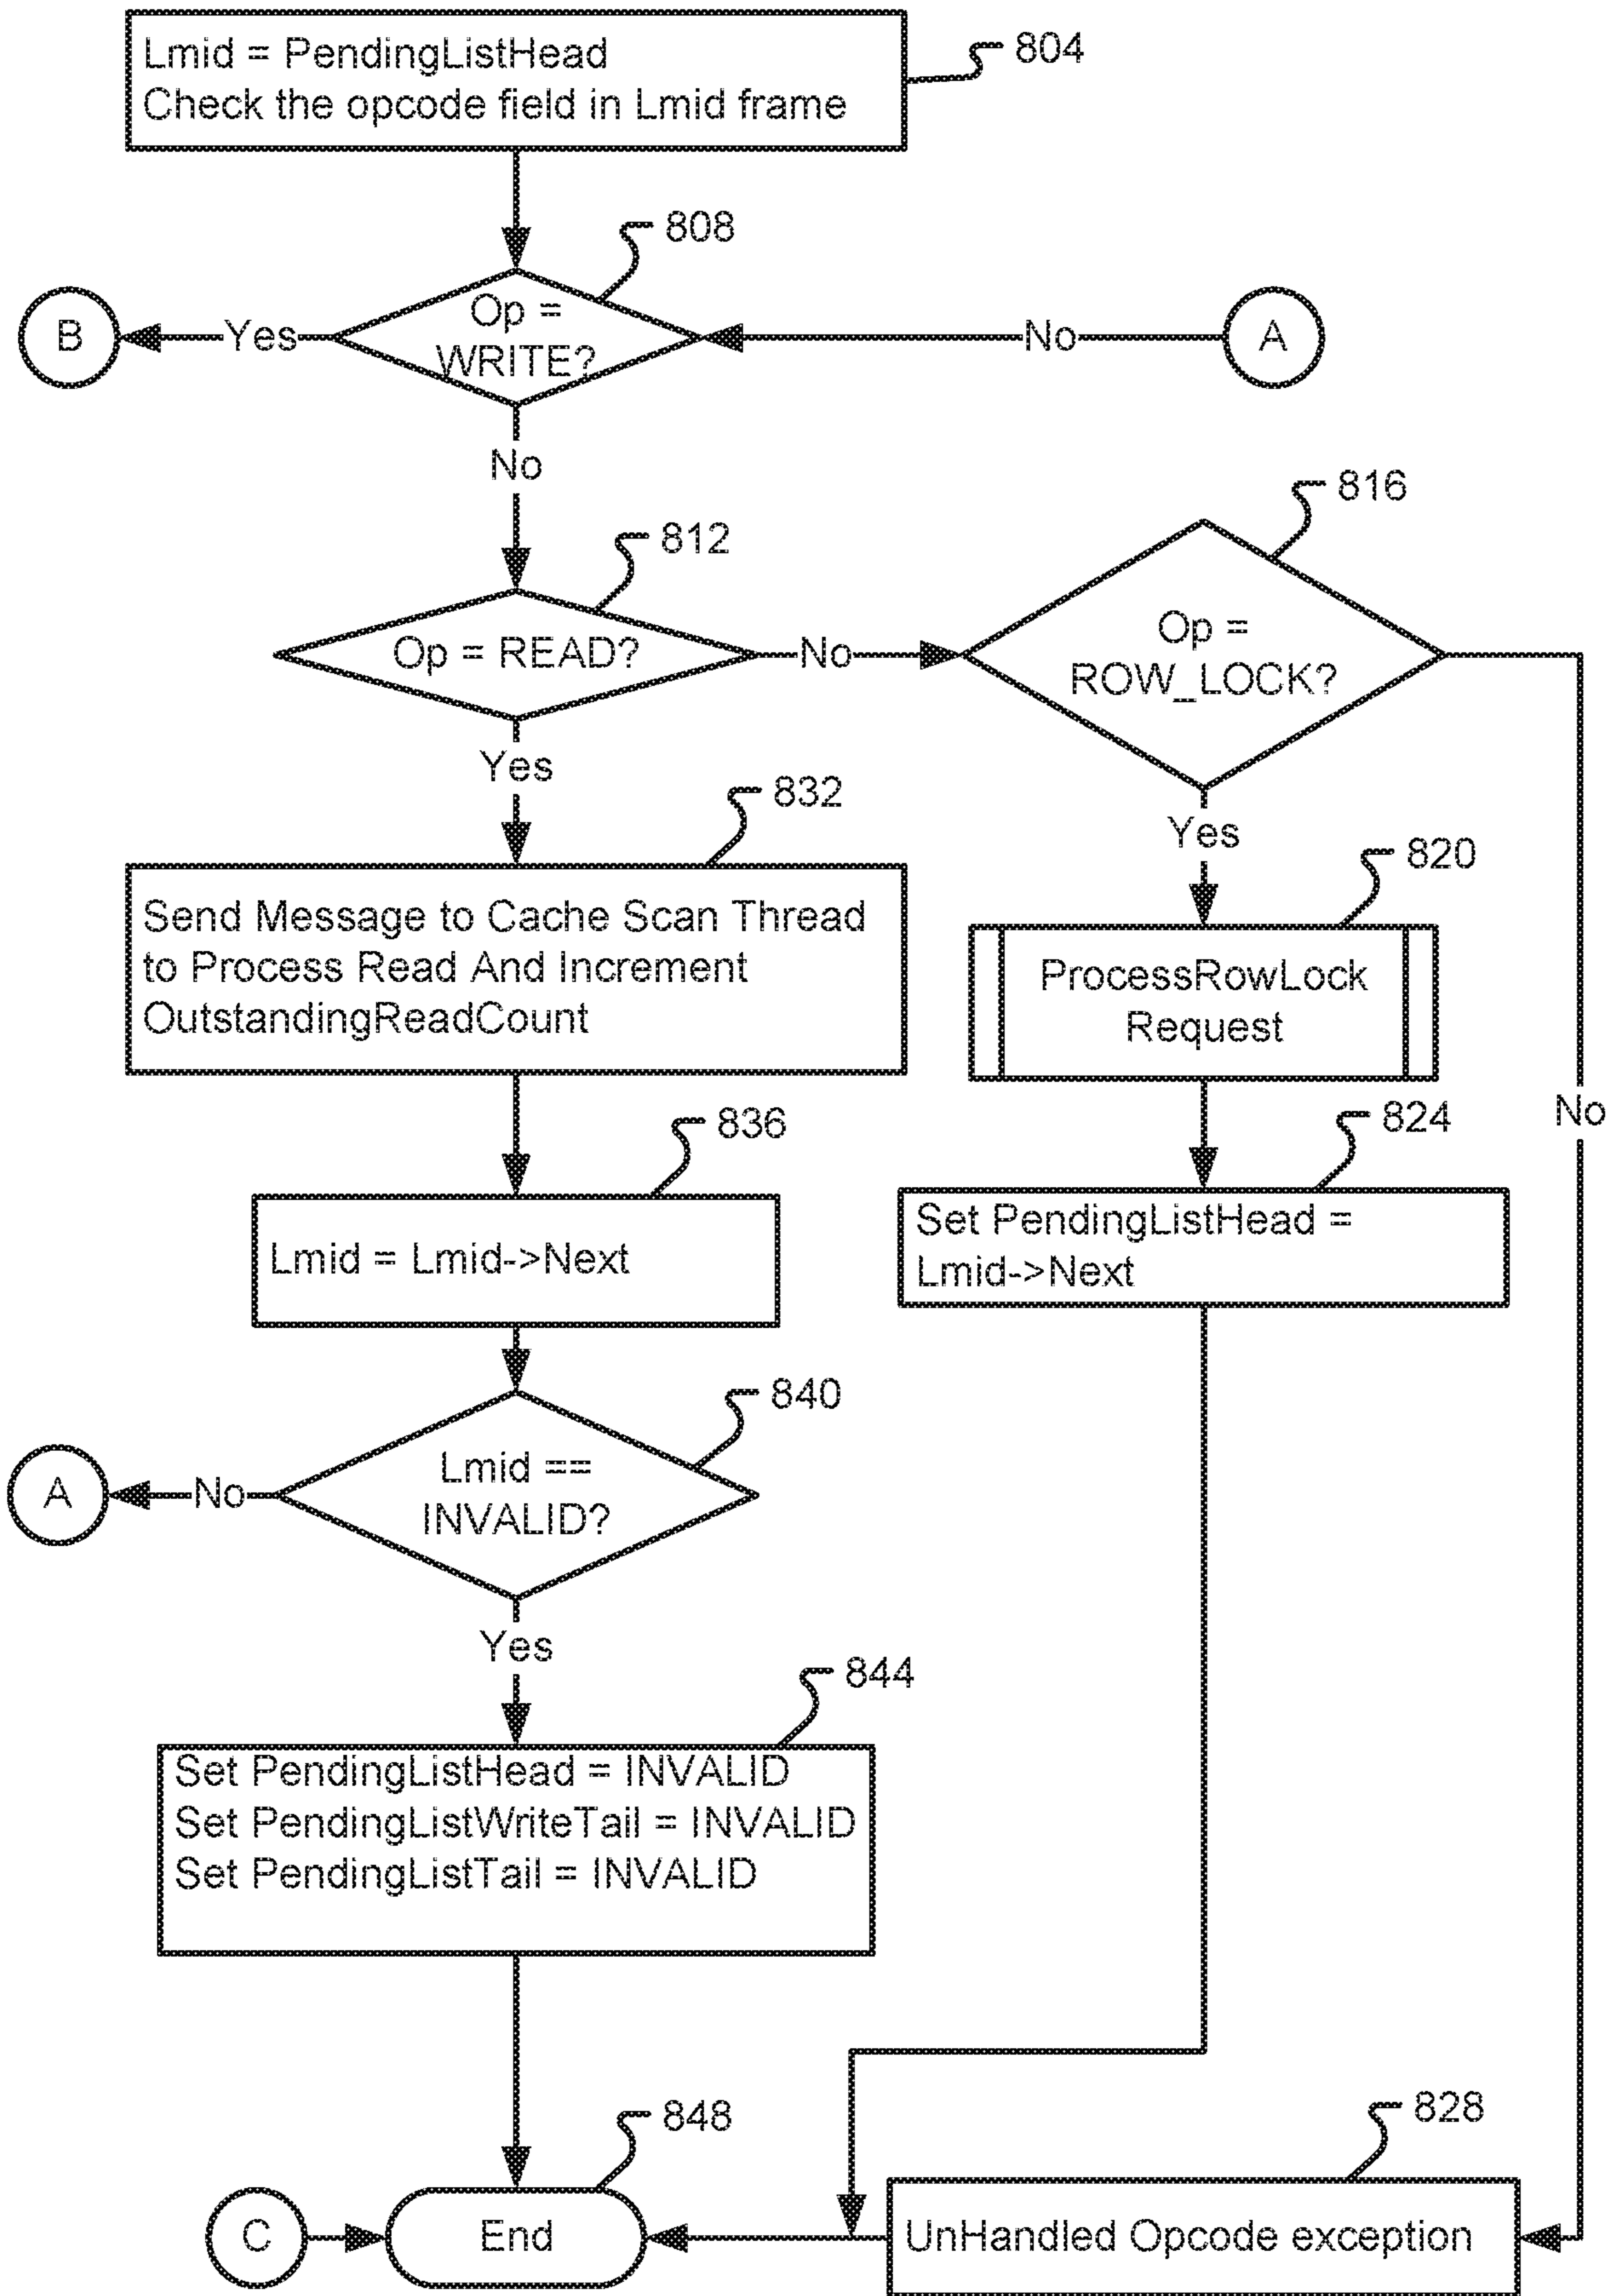 Lmid = PendingListHead
Check the opcode field in Lmid frame
804
808
Op =
WRITE?
B
Yes
No
A
No
812
Op = READ?
No
816
Op =
ROW_LOCK?
Yes
Yes
832
Send Message to Cache Scan Thread
to Process Read And Increment
OutstandingReadCount
820
ProcessRowLock
Request
No
836
Lmid = Lmid->Next
824
Set PendingListHead =
Lmid->Next
840
Lmid ==
INVALID?
A
No
Yes
844
Set PendingListHead = INVALID
Set PendingListWriteTail = INVALID
Set PendingListTail = INVALID
848
C
End
828
UnHandled Opcode exception